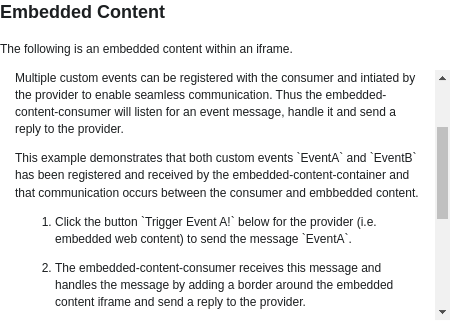 Embedded Content
The following is an embedded content within an iframe.
Multiple custom events can be registered with the consumer and intiated by
the provider to enable seamless communication. Thus the embedded-
content-consumer will listen for an event message, handle it and send a
reply to the provider.
This example demonstrates that both custom events `EventA` and `EventB`
has been registered and received by the embedded-content-container and
that communication occurs between the consumer and embbedded content.
1. Click the button `Trigger Event A!` below for the provider (i.e.
embedded web content) to send the message `EventA`.
2. The embedded-content-consumer receives this message and
handles the message by adding a border around the embedded
content iframe and send a reply to the provider.